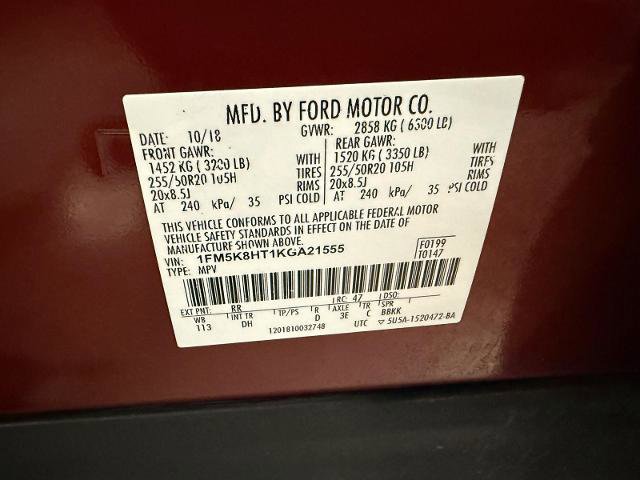 MFD. BY FORD MOTOR CO.
DATE: 10/18 GVWR: 2858 KG ( 6300 LB)
FRONT GAWR: REAR GAWR:
1452 KG ( 3200 LB) WITH 1520 KG ( 3350 LB) WITH
255/50R20 105H TIRES 255/50R20 105H TIRES
20x8.5J RIMS 20x8.5J RIMS
AT 240 kPa/ 35 PSI COLD AT 240 kPa/ 35 PSI COLD
THIS VEHICLE CONFORMS TO ALL APPLICABLE FEDERAL MOTOR
VEHICLE SAFETY STANDARDS IN EFFECT ON THE DATE OF
MANUFACTURE SHOWN ABOVE.
VIN: 1FM5K8HT1KGA21555 F0199
TYPE: MPV T0147
EXT PNT: RR RC: 47 DSO:
WB INT TR TP/PS R AXLE TR SPR
113 DH D 3E C BBKK
1201810032748 UTC ▽ 5U5A-1520472-BA